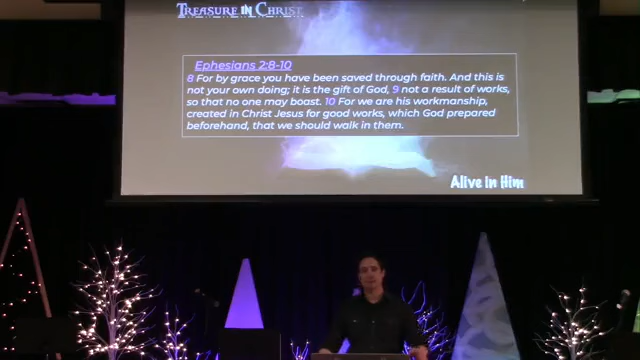 TREASURE IN CHRIST
Ephesians 2:8-10
8 For by grace you have been saved through faith. And this is
not your own doing; it is the gift of God, 9 not a result of works,
so that no one may boast. 10 For we are his workmanship,
created in Christ Jesus for good works, which God prepared
beforehand, that we should walk in them.
Alive in Him